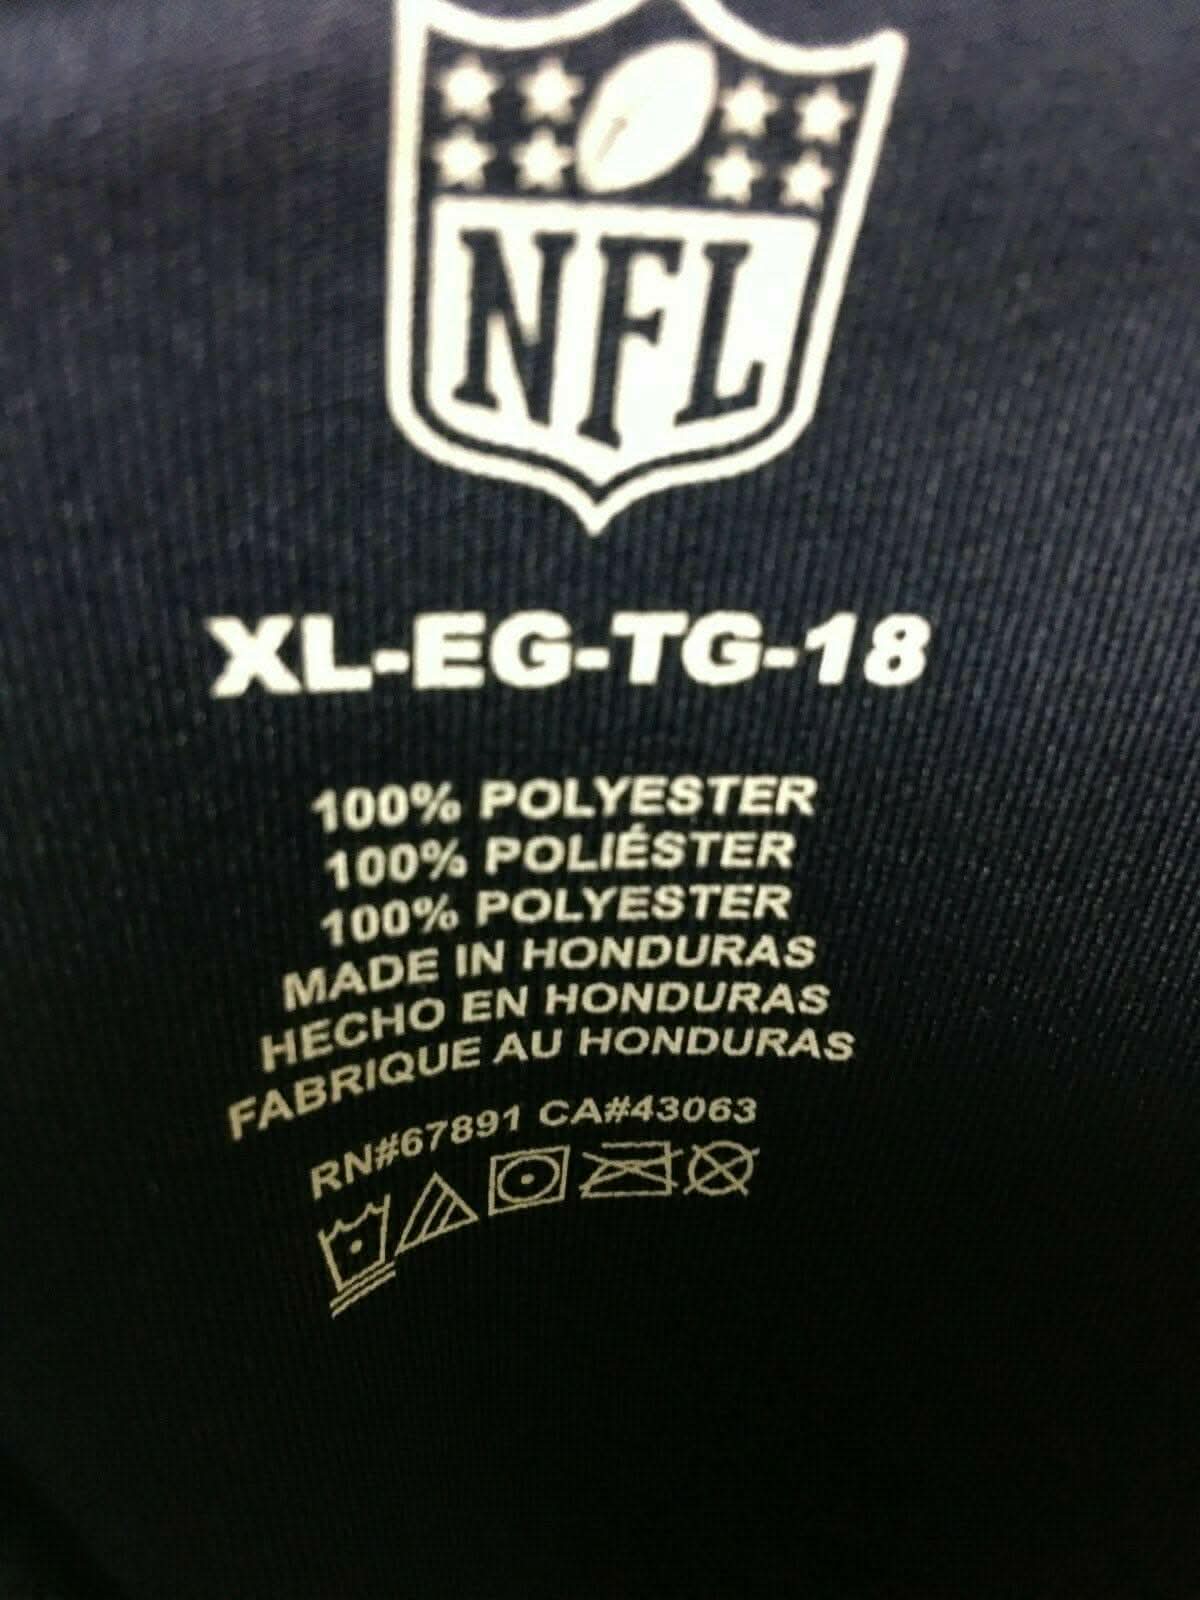 NFL
XL-EG-TG-18
100% POLYESTER
100% POLIÉSTER
100% POLYESTER
MADE IN HONDURAS
HECHO EN HONDURAS
FABRIQUE AU HONDURAS
RN#67891 CA#43063